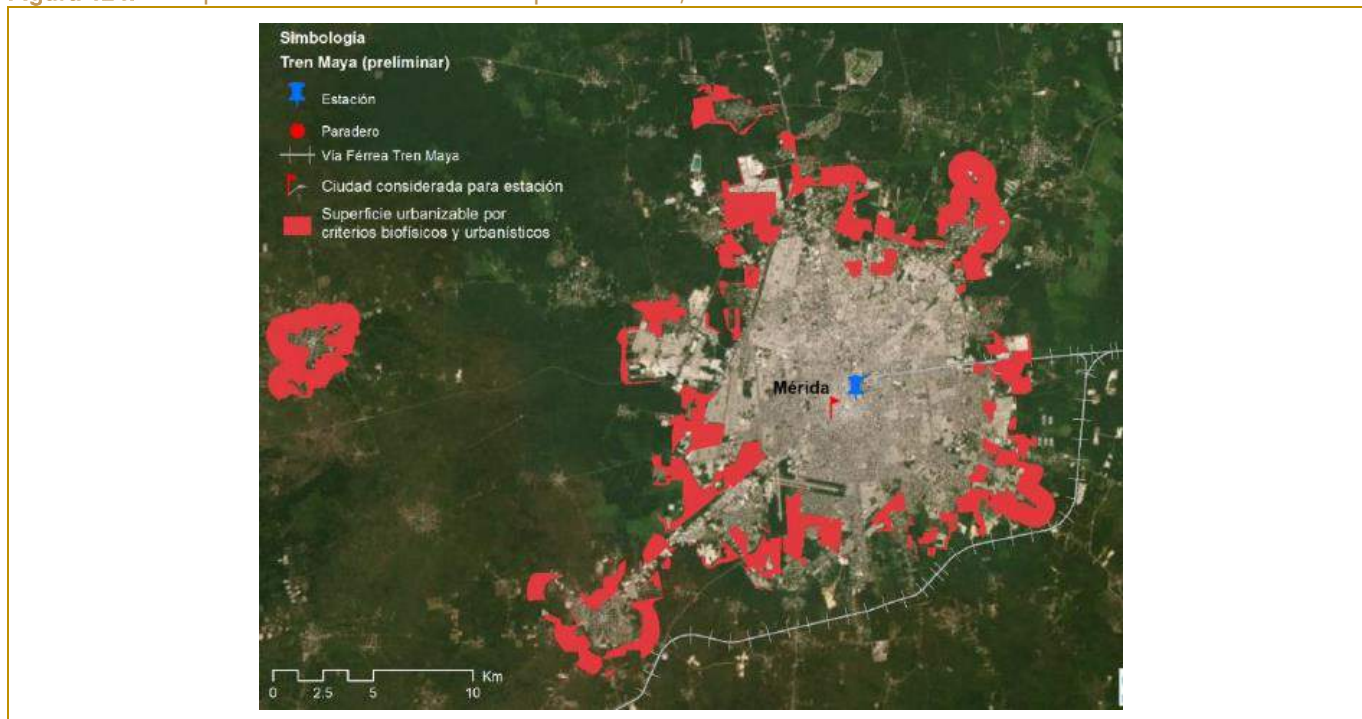 Simbología
Tren Maya (preliminar)
Estación
Paradero
Vía Férrea Tren Maya
Ciudad considerada para estación
Superficie urbanizable por
criterios biofísicos y urbanísticos
Mérida
Km
0 2.5 5 10